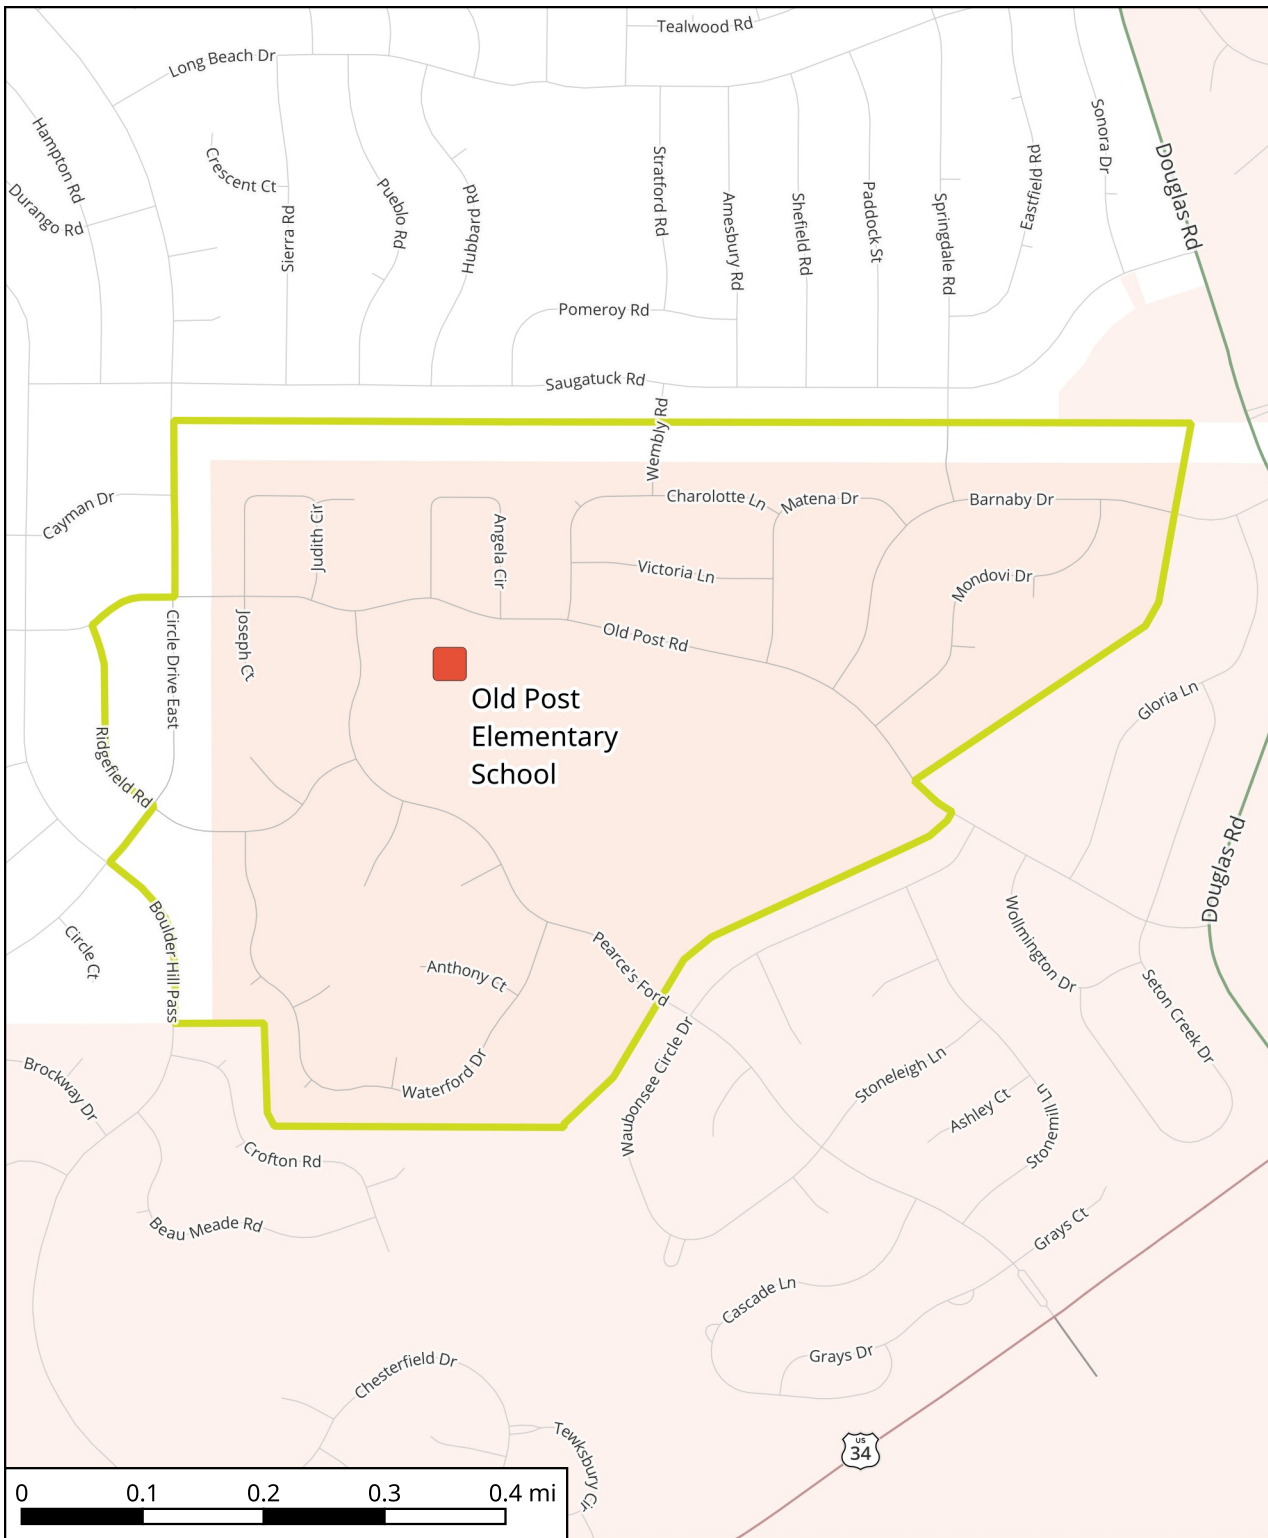 Tealwood Rd
Long Beach Dr
Hampton Rd
Durango Rd
Crescent Ct
Sierra Rd
Pueblo Rd
Hubbard Rd
Stratford Rd
Amesbury Rd
Shefield Rd
Paddock St
Springdale Rd
Eastfield Rd
Sonora Dr
Douglas Rd
Pomeroy Rd
Saugatuck Rd
Wembly Rd
Cayman Dr
Judith Cir
Angela Cir
Charolotte Ln
Matena Dr
Barnaby Dr
Victoria Ln
Mondovi Dr
Joseph Ct
Circle Drive East
Old Post Rd
Old Post
Elementary
School
Gloria Ln
Ridgefield Rd
Douglas Rd
Boulder Hill Pass
Circle Ct
Anthony Ct
Pearce's Ford
Wollmington Dr
Seton Creek Dr
Waterford Dr
Waubonsee Circle Dr
Stoneleigh Ln
Ashley Ct
Stonemill Ln
Brockway Dr
Crofton Rd
Beau Meade Rd
Grays Ct
Cascade Ln
Grays Dr
Chesterfield Dr
Tewksbury Cir
US
34
0 0.1 0.2 0.3 0.4 mi